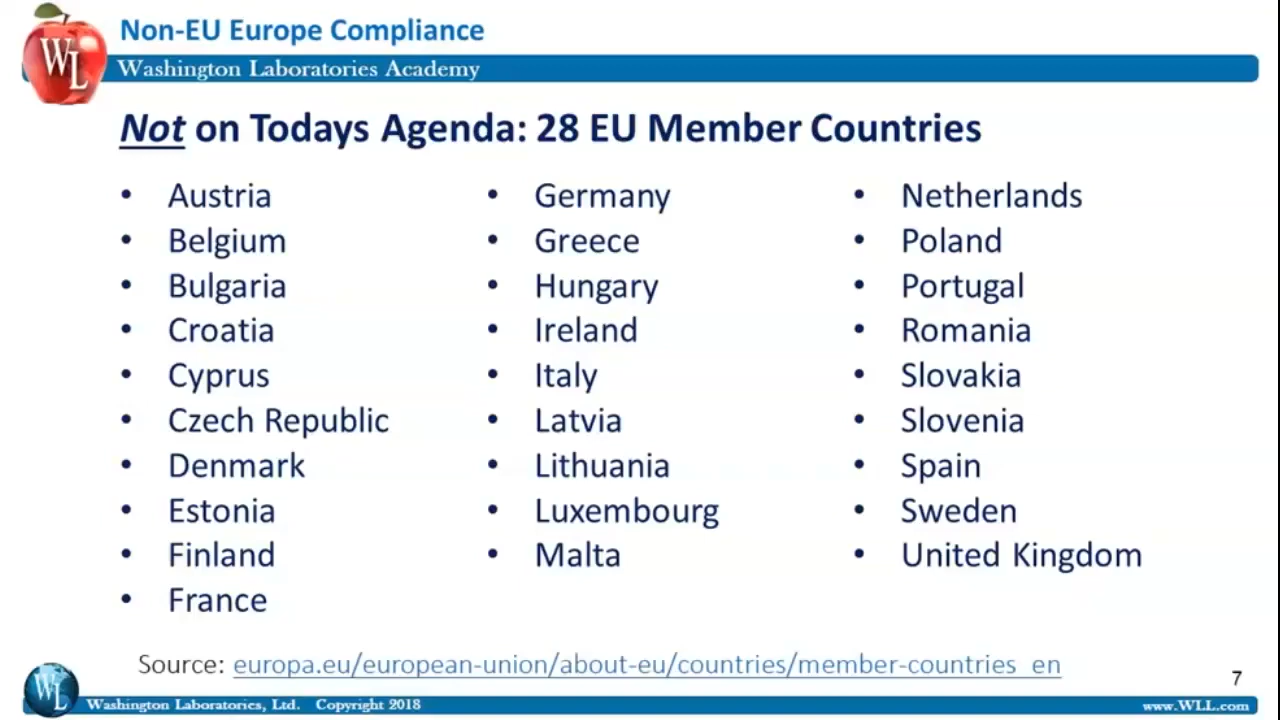 Non-EU Europe Compliance
WL
Washington Laboratories Academy
Not on Todays Agenda: 28 EU Member Countries
• Austria
• Belgium
• Bulgaria
• Croatia
• Cyprus
• Czech Republic
• Denmark
• Estonia
• Finland
• France
• Germany
• Greece
• Hungary
• Ireland
• Italy
• Latvia
• Lithuania
• Luxembourg
• Malta
• Netherlands
• Poland
• Portugal
• Romania
• Slovakia
• Slovenia
• Spain
• Sweden
• United Kingdom
Source: europa.eu/european-union/about-eu/countries/member-countries_en
7
WL
Washington Laboratories, Ltd. Copyright 2018
www.WLL.com